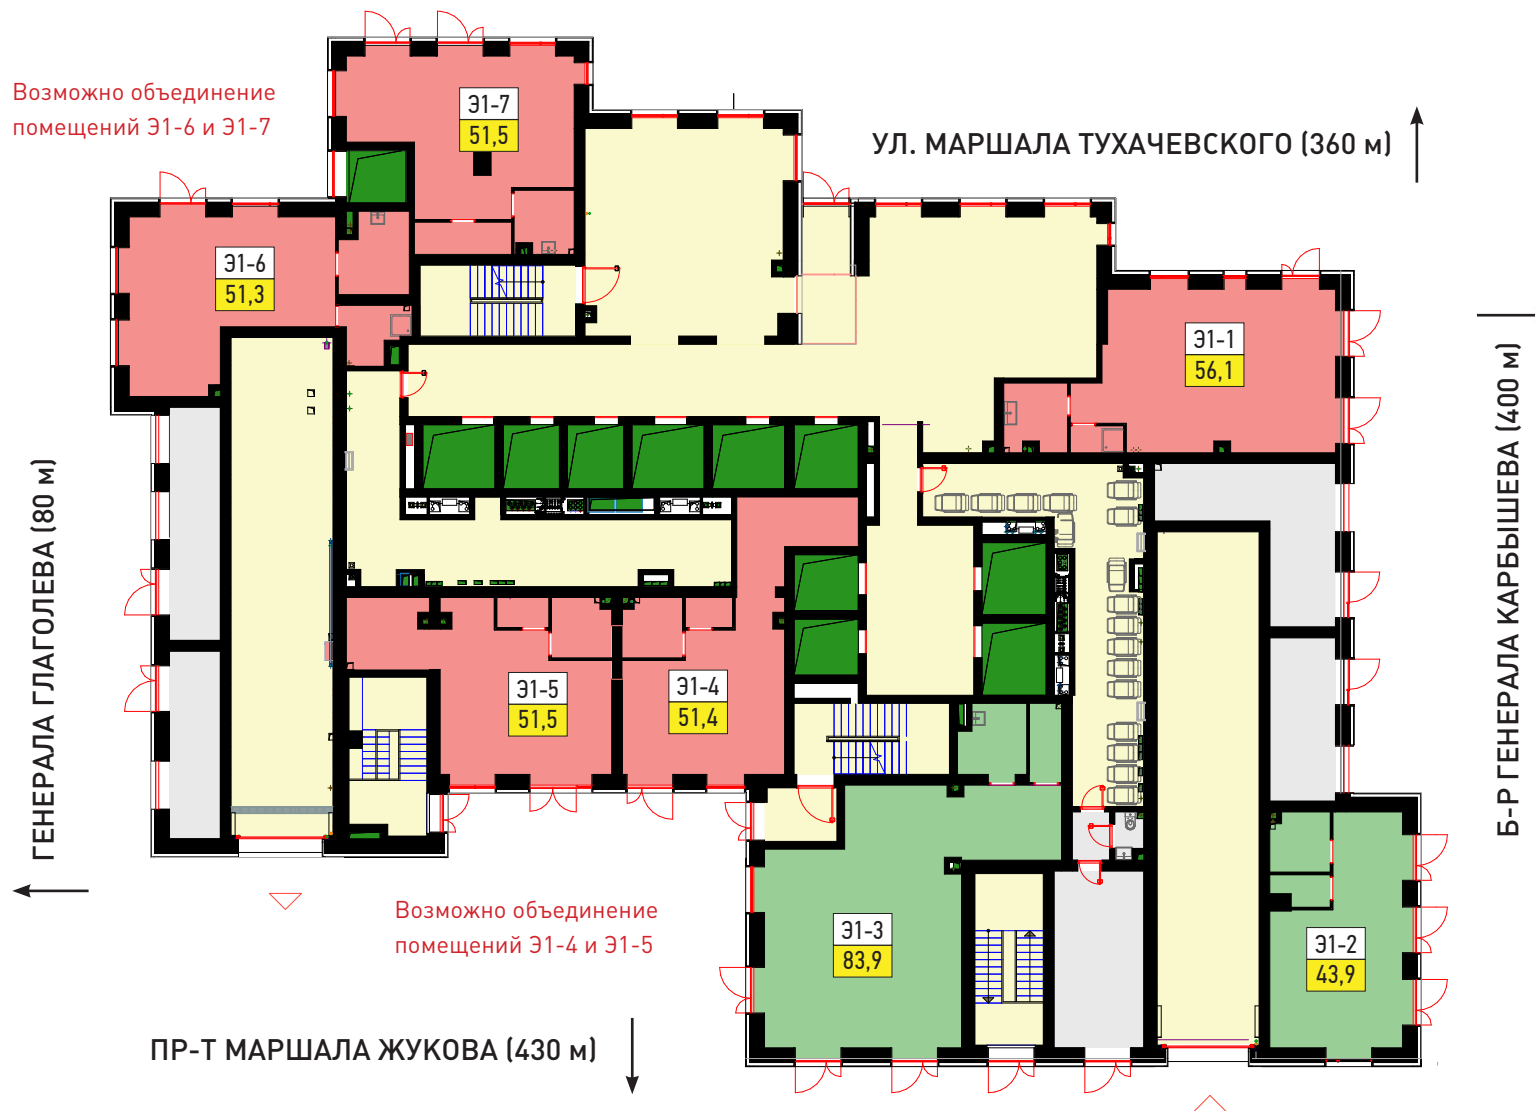 Возможно объединение
помещений Э1-6 и Э1-7
Э1-7
51,5
УЛ. МАРШАЛА ТУХАЧЕВСКОГО (360 м)
Э1-6
51,3
Э1-1
56,1
ГЕНЕРАЛА ГЛАГОЛЕВА (80 м)
Б-Р ГЕНЕРАЛА КАРБЫШЕВА (400 м)
Э1-5
51,5
Э1-4
51,4
Возможно объединение
помещений Э1-4 и Э1-5
Э1-3
83,9
Э1-2
43,9
ПР-Т МАРШАЛА ЖУКОВА (430 м)